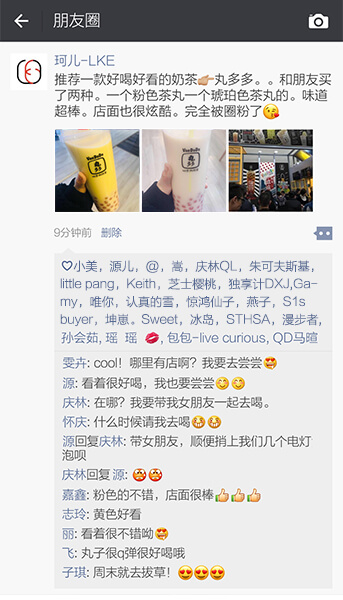 朋友圈
珂儿-LKE
推荐一款好喝好看的奶茶👉🏼丸多多。。和朋友买
了两种。一个粉色茶丸一个琥珀色茶丸的。味道
超棒。店面也很炫酷。完全被圈粉了😘
9分钟前 删除
♡小美，源儿，@，嵩，庆林QL，朱可夫斯基，
little pang，Keith，芝士樱桃，独享计DXJ,Ga-
my，唯你，认真的雪，惊鸿仙子，燕子，S1s
buyer，坤崽。Sweet，冰岛，STHSA，漫步者，
孙会茹，瑶 瑶 💋，包包-live curious, QD马暄
雯卉: cool！哪里有店啊？我要去尝尝😍
源: 看着很好喝，我也要尝尝😋😋
庆林: 在哪？我要带我女朋友一起去喝。
怀庆: 什么时候请我去喝😁😁
源回复庆林: 带女朋友，顺便捎上我们几个电灯
泡呗
庆林回复 源: 😡😡
嘉鑫: 粉色的不错，店面很棒👍👍👍
志玲: 黄色好看
丽: 看着很不错呦😍
飞: 丸子很q弹很好喝哦
子琪: 周末就去拔草！😍😍😍